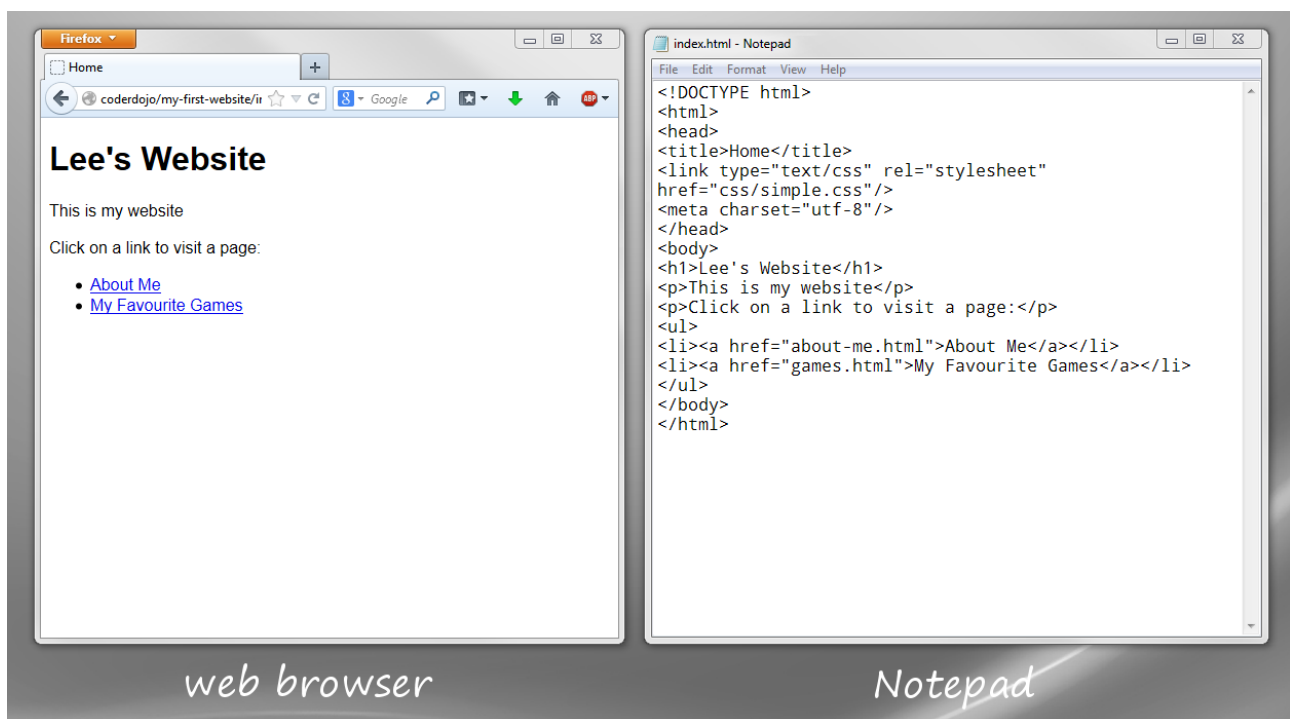 Firefox
Home
coderdojo/my-first-website/ir
8
Google
ABP
Lee's Website
This is my website
Click on a link to visit a page:
About Me
My Favourite Games
web browser
index.html - Notepad
File Edit Format View Help
<!DOCTYPE html>
<html>
<head>
<title>Home</title>
<link type="text/css" rel="stylesheet"
href="css/simple.css"/>
<meta charset="utf-8"/>
</head>
<body>
<h1>Lee's Website</h1>
<p>This is my website</p>
<p>Click on a link to visit a page:</p>
<ul>
<li><a href="about-me.html">About Me</a></li>
<li><a href="games.html">My Favourite Games</a></li>
</ul>
</body>
</html>
Notepad